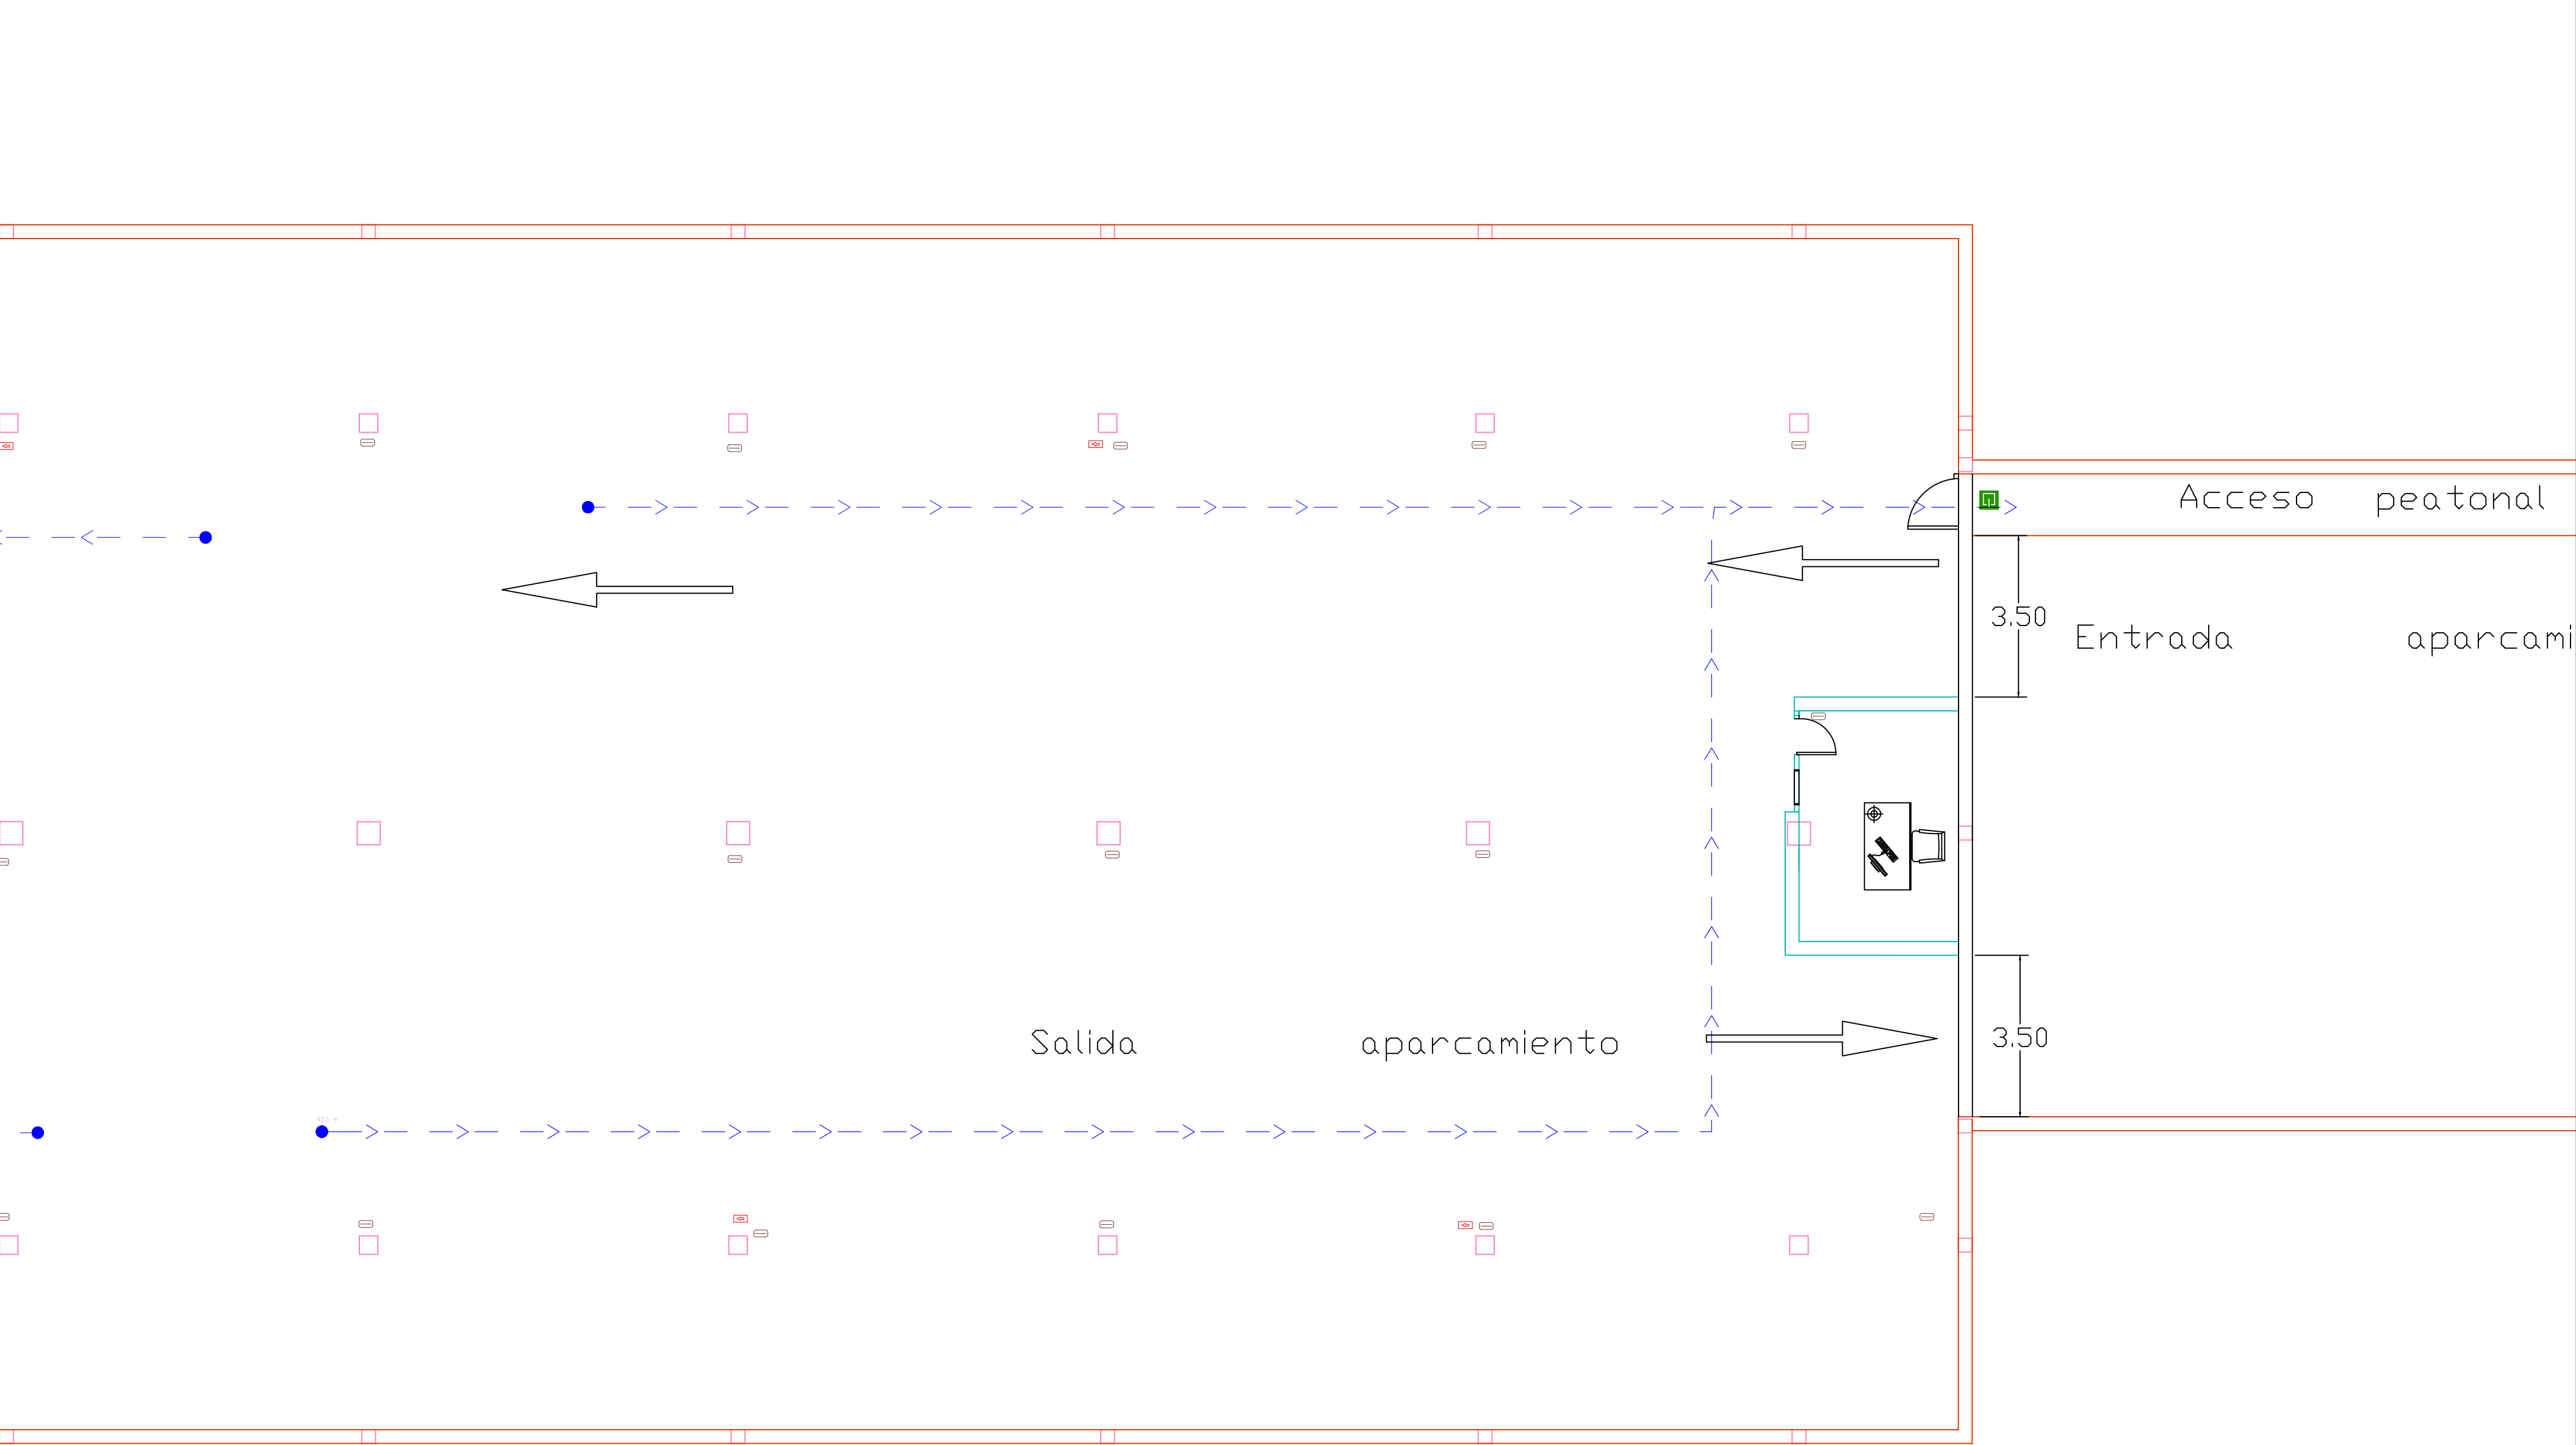 Acceso peatonal
3.50
Entrada aparcami
Salida aparcamiento
3.50